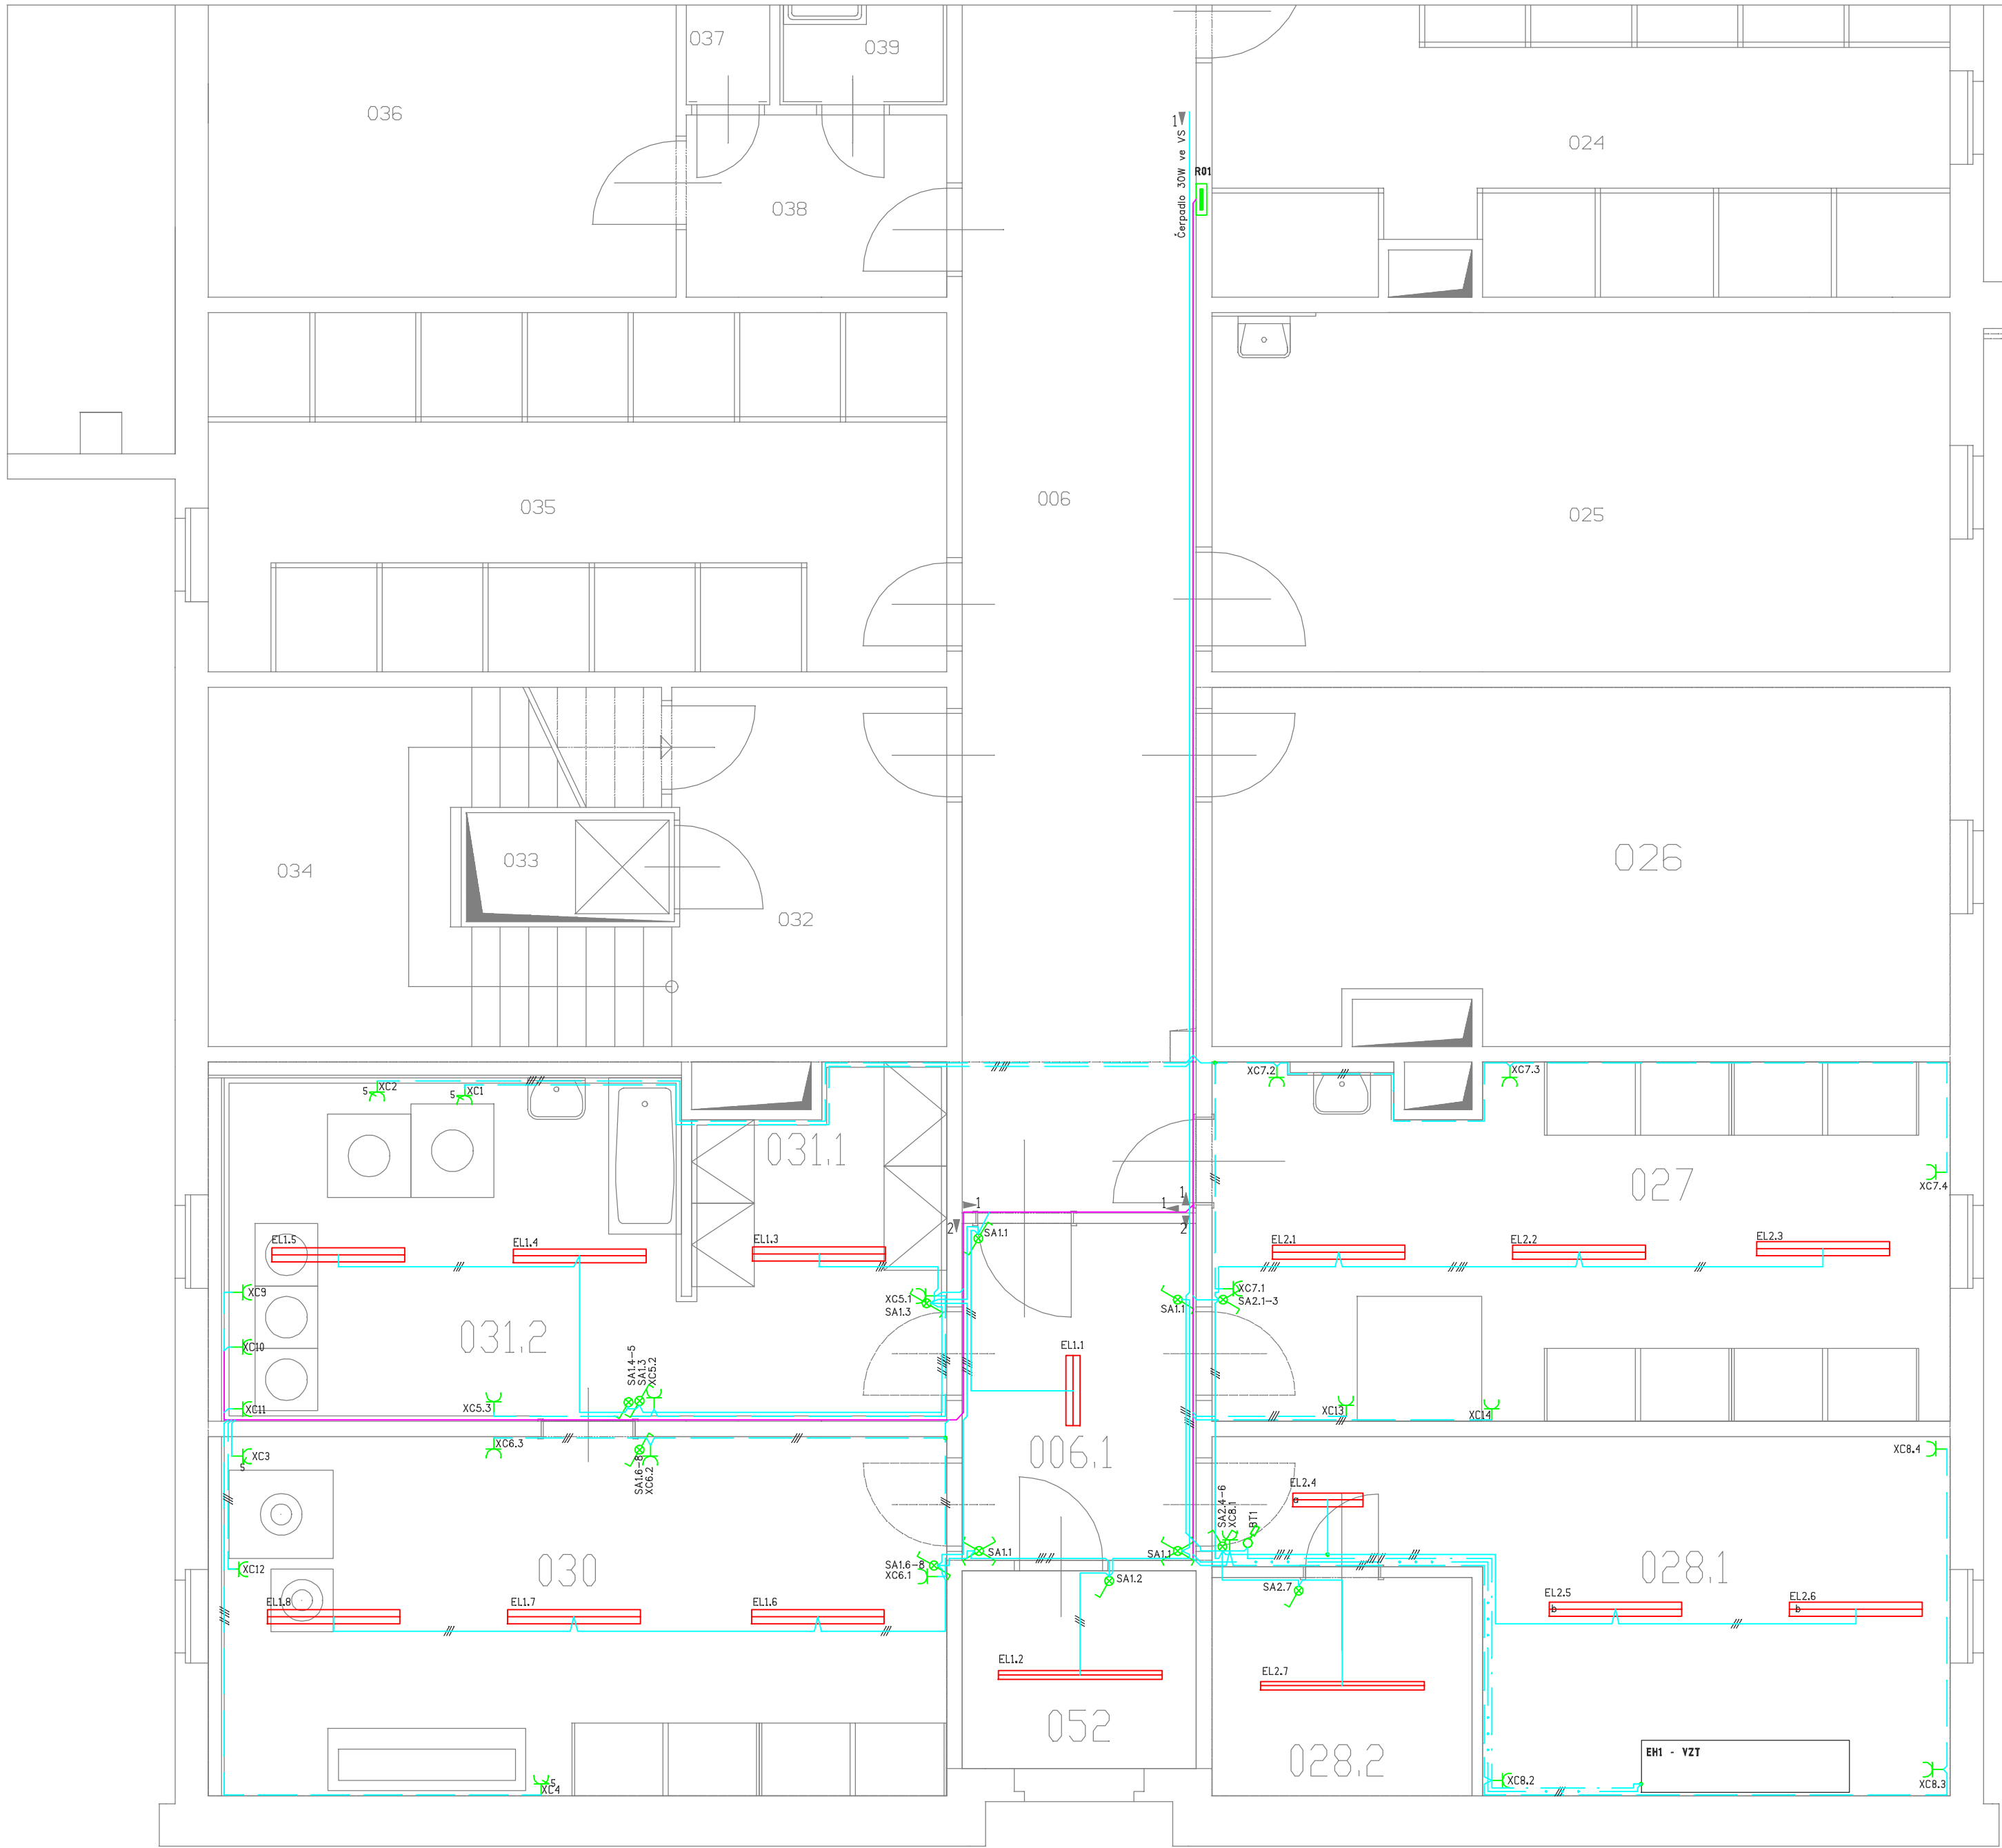 037
039
036
1
024
Čerpadlo 30W ve VS
R01
038
035
006
025
026
034
033
032
XC2
5
XC1
5
031.1
XC7.2
XC7.3
027
XC7.4
1
1
1
2
2
SA1.1
EL1.5
EL1.4
EL1.3
EL2.1
EL2.2
EL2.3
XC9
XC5.1
SA1.3
SA1.1
XC7.1
SA2.1-3
031.2
XC10
EL1.1
SA1.4-5
SA1.3
XC5.2
XC11
XC5.3
XC13
XC14
XC3
5
XC6.3
SA1.6-8
XC6.2
006.1
XC8.4
EL2.4
a
SA2.4-6
XC8.1
BT1
XC12
030
SA1.6-8
XC6.1
SA1.1
SA1.1
SA1.2
SA2.7
028.1
EL1.8
EL1.7
EL1.6
EL2.5
b
EL2.6
b
EL1.2
EL2.7
052
028.2
EH1 - VZT
5
XC4
XC8.2
XC8.3